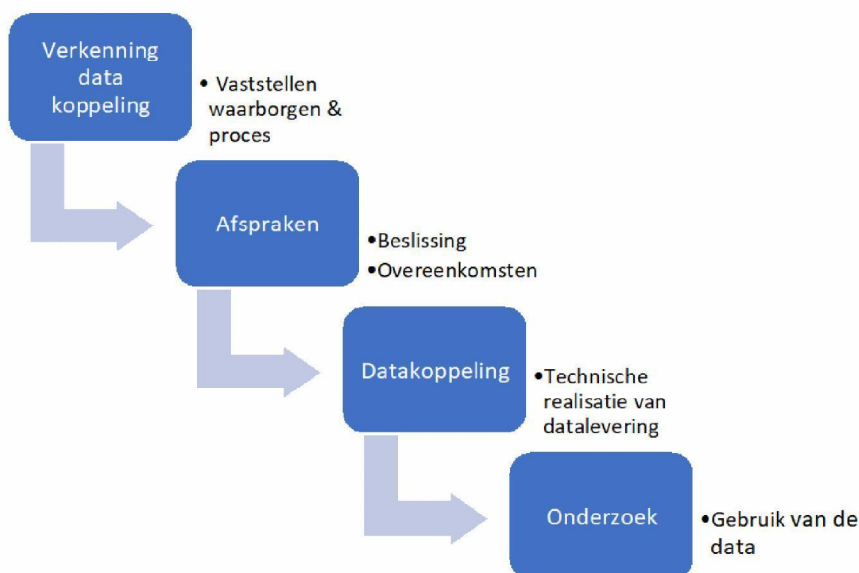 Verkenning
data
koppeling
• Vaststellen
waarborgen &
proces
Afspraken
•Beslissing
•Overeenkomsten
Datakoppeling
•Technische
realisatie van
datalevering
Onderzoek
•Gebruik van de
data